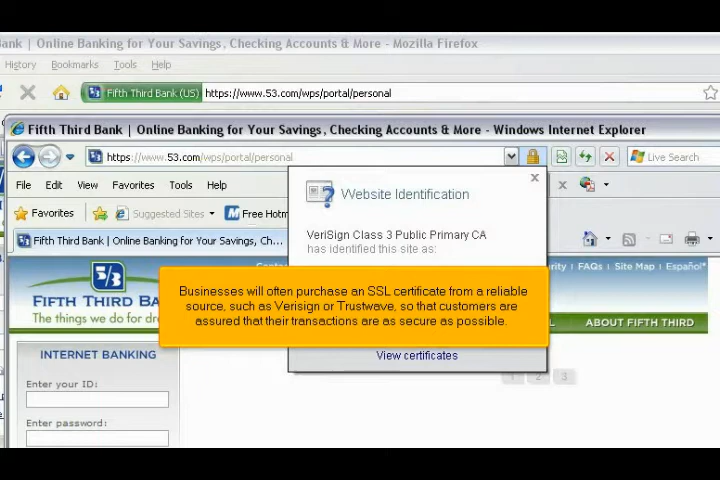 ank | Online Banking for Your Savings, Checking Accounts & More - Mozilla Firefox
History Bookmarks Tools Help
Fifth Third Bank (US) https://www.53.com/wps/portal/personal
Fifth Third Bank | Online Banking for Your Savings, Checking Accounts & More - Windows Internet Explorer
https://www.53.com/wps/portal/personal Live Search
File Edit View Favorites Tools Help
Favorites Suggested Sites Free Hotm
Fifth Third Bank | Online Banking for Your Savings, Ch...
Website Identification
VeriSign Class 3 Public Primary CA
has identified this site as:
5/3
FIFTH THIRD BA
The things we do for
FAQs | Site Map | Español*
ABOUT FIFTH THIRD
Businesses will often purchase an SSL certificate from a reliable
source, such as Verisign or Trustwave, so that customers are
assured that their transactions are as secure as possible.
View certificates
INTERNET BANKING
Enter your ID:
Enter password:
1 2 3